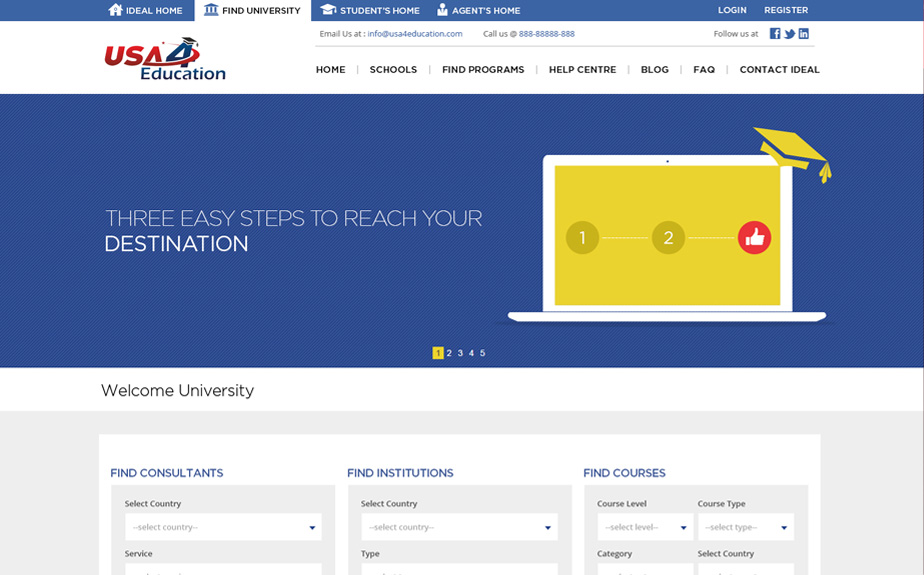 IDEAL HOME FIND UNIVERSITY STUDENT'S HOME AGENT'S HOME LOGIN REGISTER
Email Us at : info@usa4education.com Call us @ 888-88888-888 Follow us at
USA4
Education
HOME | SCHOOLS | FIND PROGRAMS | HELP CENTRE | BLOG | FAQ | CONTACT IDEAL
THREE EASY STEPS TO REACH YOUR
DESTINATION
1 2
1 2 3 4 5
Welcome University
FIND CONSULTANTS FIND INSTITUTIONS FIND COURSES
Select Country Select Country Course Level Course Type
--select country-- --select country-- --select level-- --select type--
Service Type Category Select Country